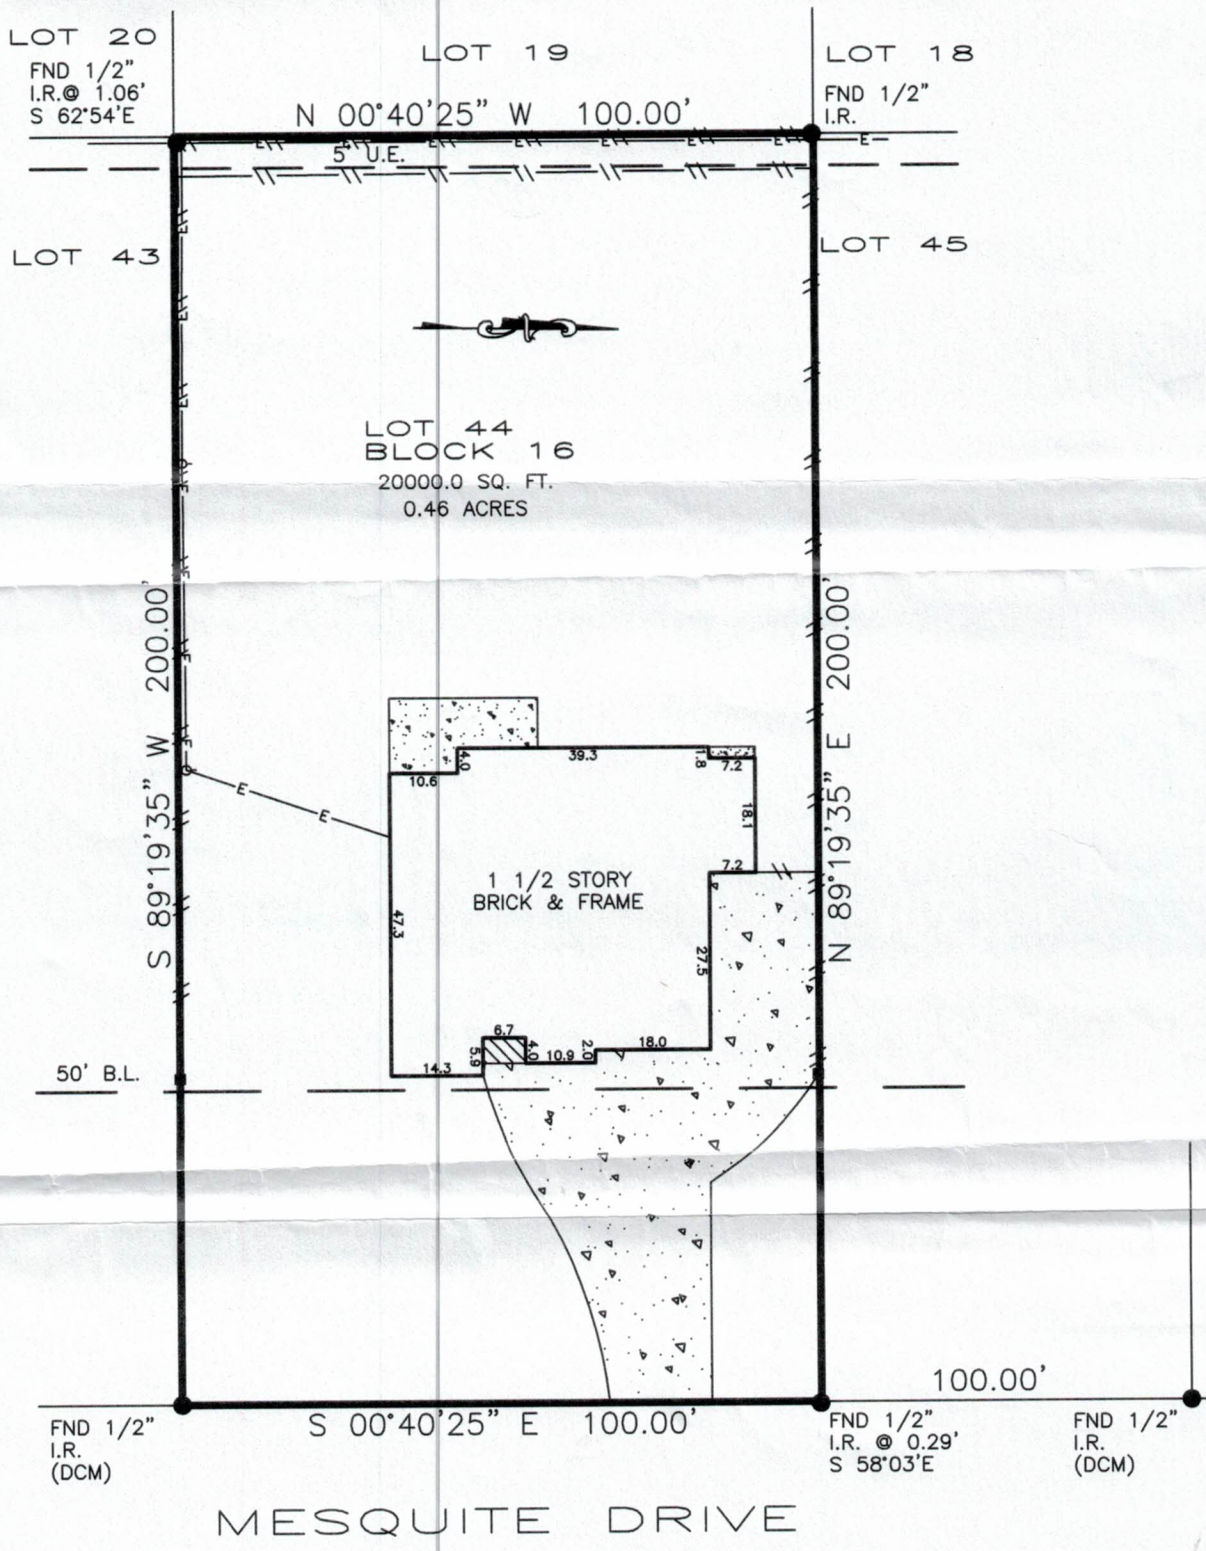 LOT 20
LOT 19
LOT 18
FND 1/2"
I.R.@ 1.06'
S 62°54'E
FND 1/2"
I.R.
N 00°40'25" W 100.00'
E E E E E E E E
5' U.E.
LOT 43
LOT 45
E
E
E
LOT 44
BLOCK 16
20000.0 SQ. FT.
0.46 ACRES
E
E
E
E
S 89°19'35" W 200.00'
N 89°19'35" E 200.00'
4.0
39.3
1.8
7.2
10.6
E
E
18.1
7.2
1 1/2 STORY
BRICK & FRAME
47.3
27.5
6.7
5.9
4.0
10.9
2.0
18.0
14.3
50' B.L.
100.00'
S 00°40'25" E 100.00'
FND 1/2"
I.R.
(DCM)
FND 1/2"
I.R. @ 0.29'
S 58°03'E
FND 1/2"
I.R.
(DCM)
MESQUITE DRIVE